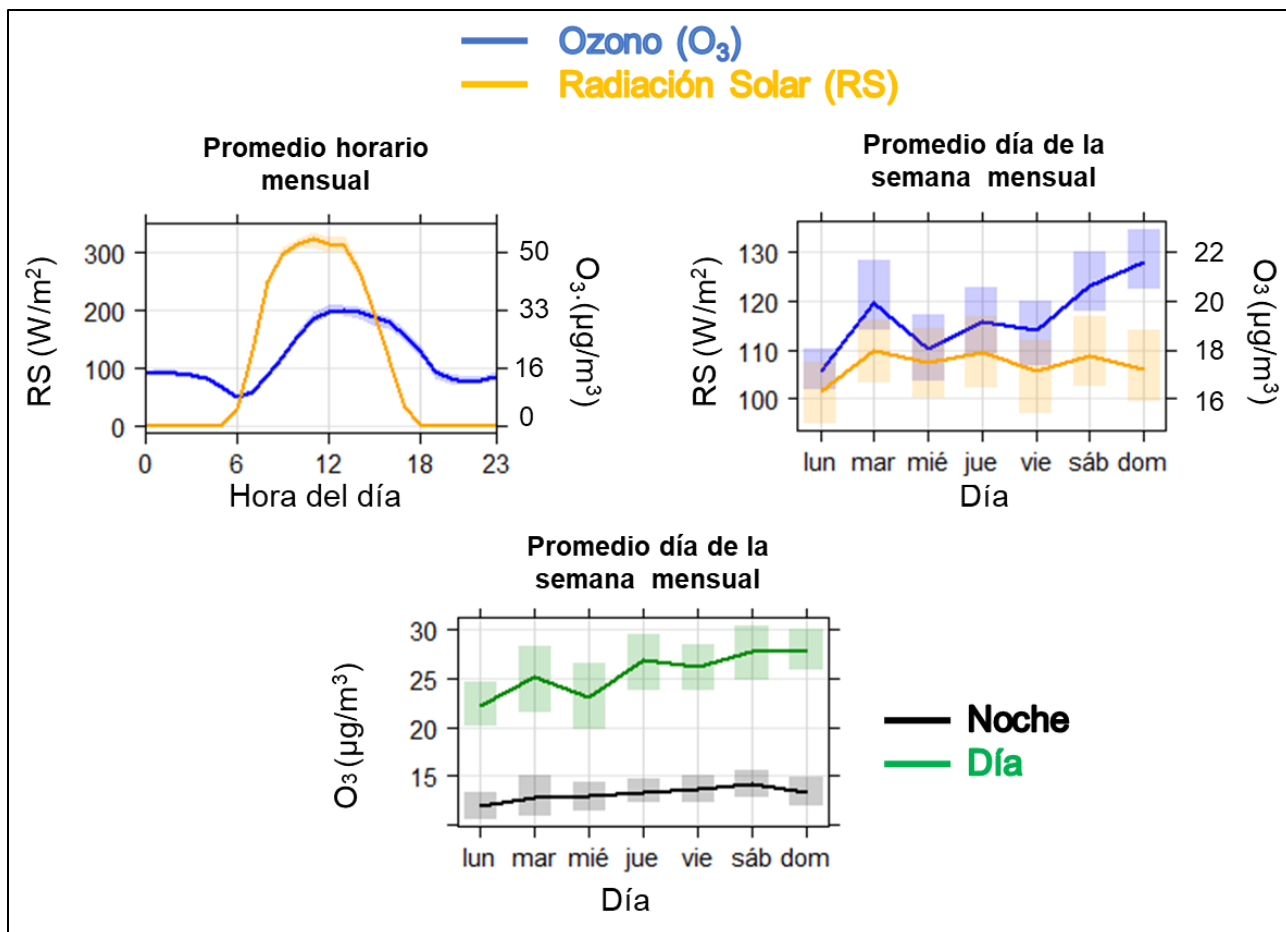 Ozono (O₃)
Radiación Solar (RS)
Promedio horario
mensual
RS (W/m²)
300
200
100
0
50
33
16
0
O₃.(µg/m³)
0 6 12 18 23
Hora del día
Promedio día de la
semana mensual
RS (W/m²)
130
120
110
100
22
20
18
16
O₃(µg/m³)
lun mar mié jue vie sáb dom
Día
Promedio día de la
semana mensual
O₃ (µg/m³)
30
25
20
15
lun mar mié jue vie sáb dom
Día
Noche
Día